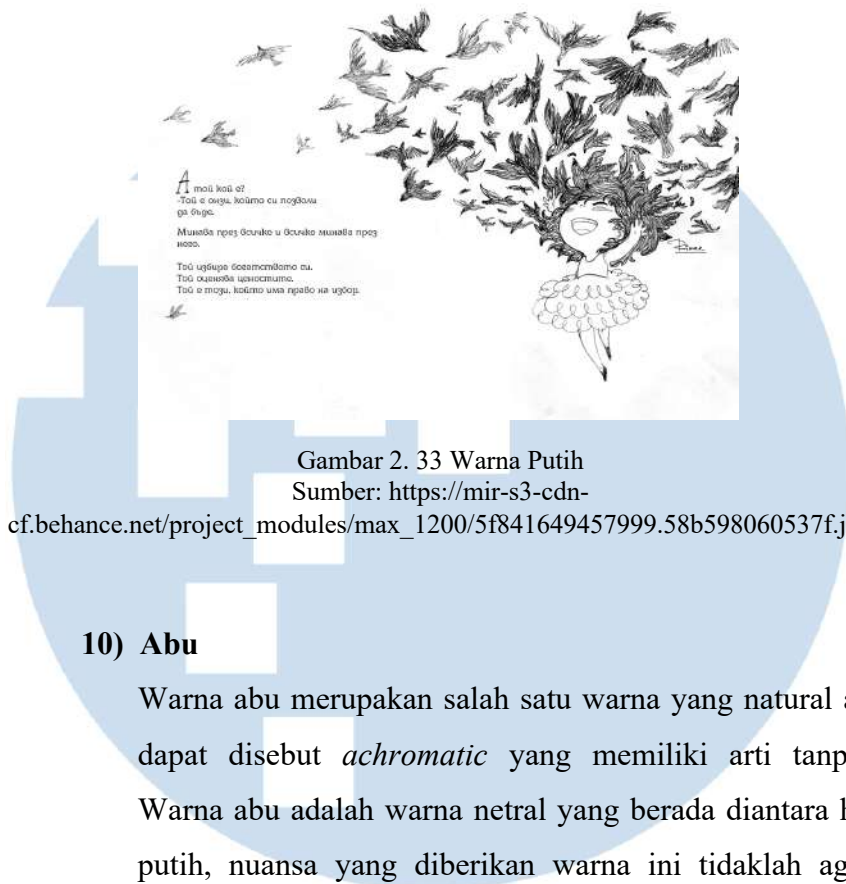 А той кой е?
-Той е онзи, който си позволи
да бъде.
Минава през всичко и всичко минава през
него.
Той избира богатството си.
Той оценява ценностите.
Той е този, който има право на избор.
Gambar 2. 33 Warna Putih
Sumber: https://mir-s3-cdn-
cf.behance.net/project_modules/max_1200/5f841649457999.58b598060537f.j
10) Abu
Warna abu merupakan salah satu warna yang natural a
dapat disebut achromatic yang memiliki arti tanp
Warna abu adalah warna netral yang berada diantara h
putih, nuansa yang diberikan warna ini tidaklah ag